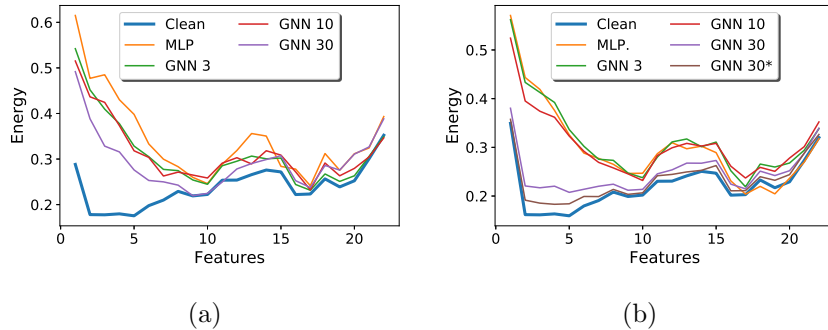 Clean
MLP
GNN 3
GNN 10
GNN 30
Energy
0.6
0.5
0.4
0.3
0.2
0
5
10
15
20
Features
(a)
Clean
MLP.
GNN 3
GNN 10
GNN 30
GNN 30*
Energy
0.5
0.4
0.3
0.2
0
5
10
15
20
Features
(b)